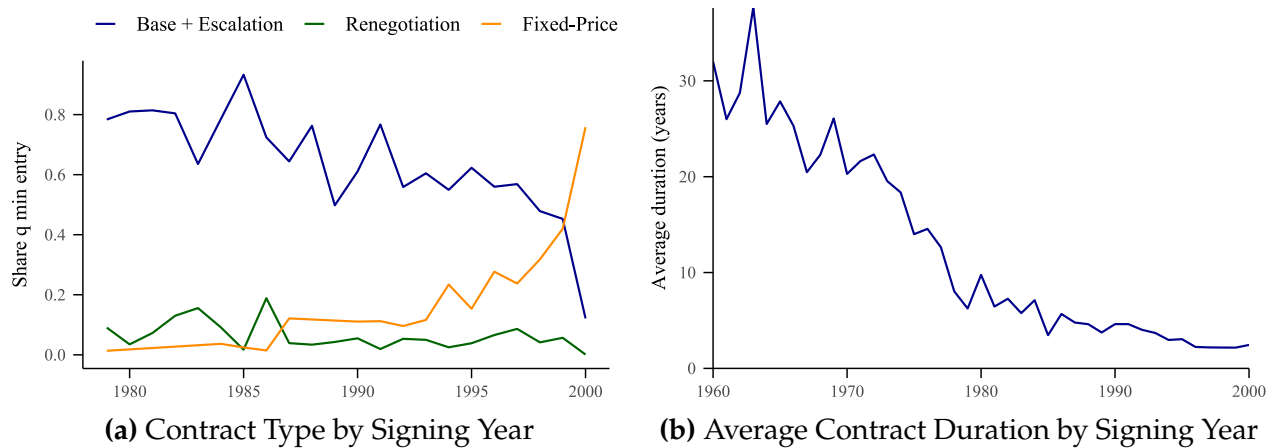 Base + Escalation Renegotiation Fixed-Price
Share q min entry
0.8
0.6
0.4
0.2
0.0
1980 1985 1990 1995 2000
(a) Contract Type by Signing Year
Average duration (years)
30
20
10
0
1960 1970 1980 1990 2000
(b) Average Contract Duration by Signing Year